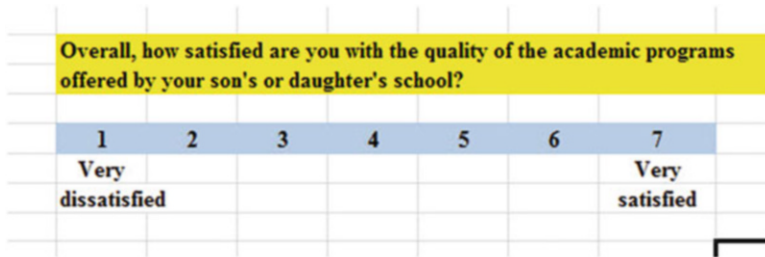 Overall, how satisfied are you with the quality of the academic programs
offered by your son's or daughter's school?
1 2 3 4 5 6 7
Very Very
dissatisfied satisfied